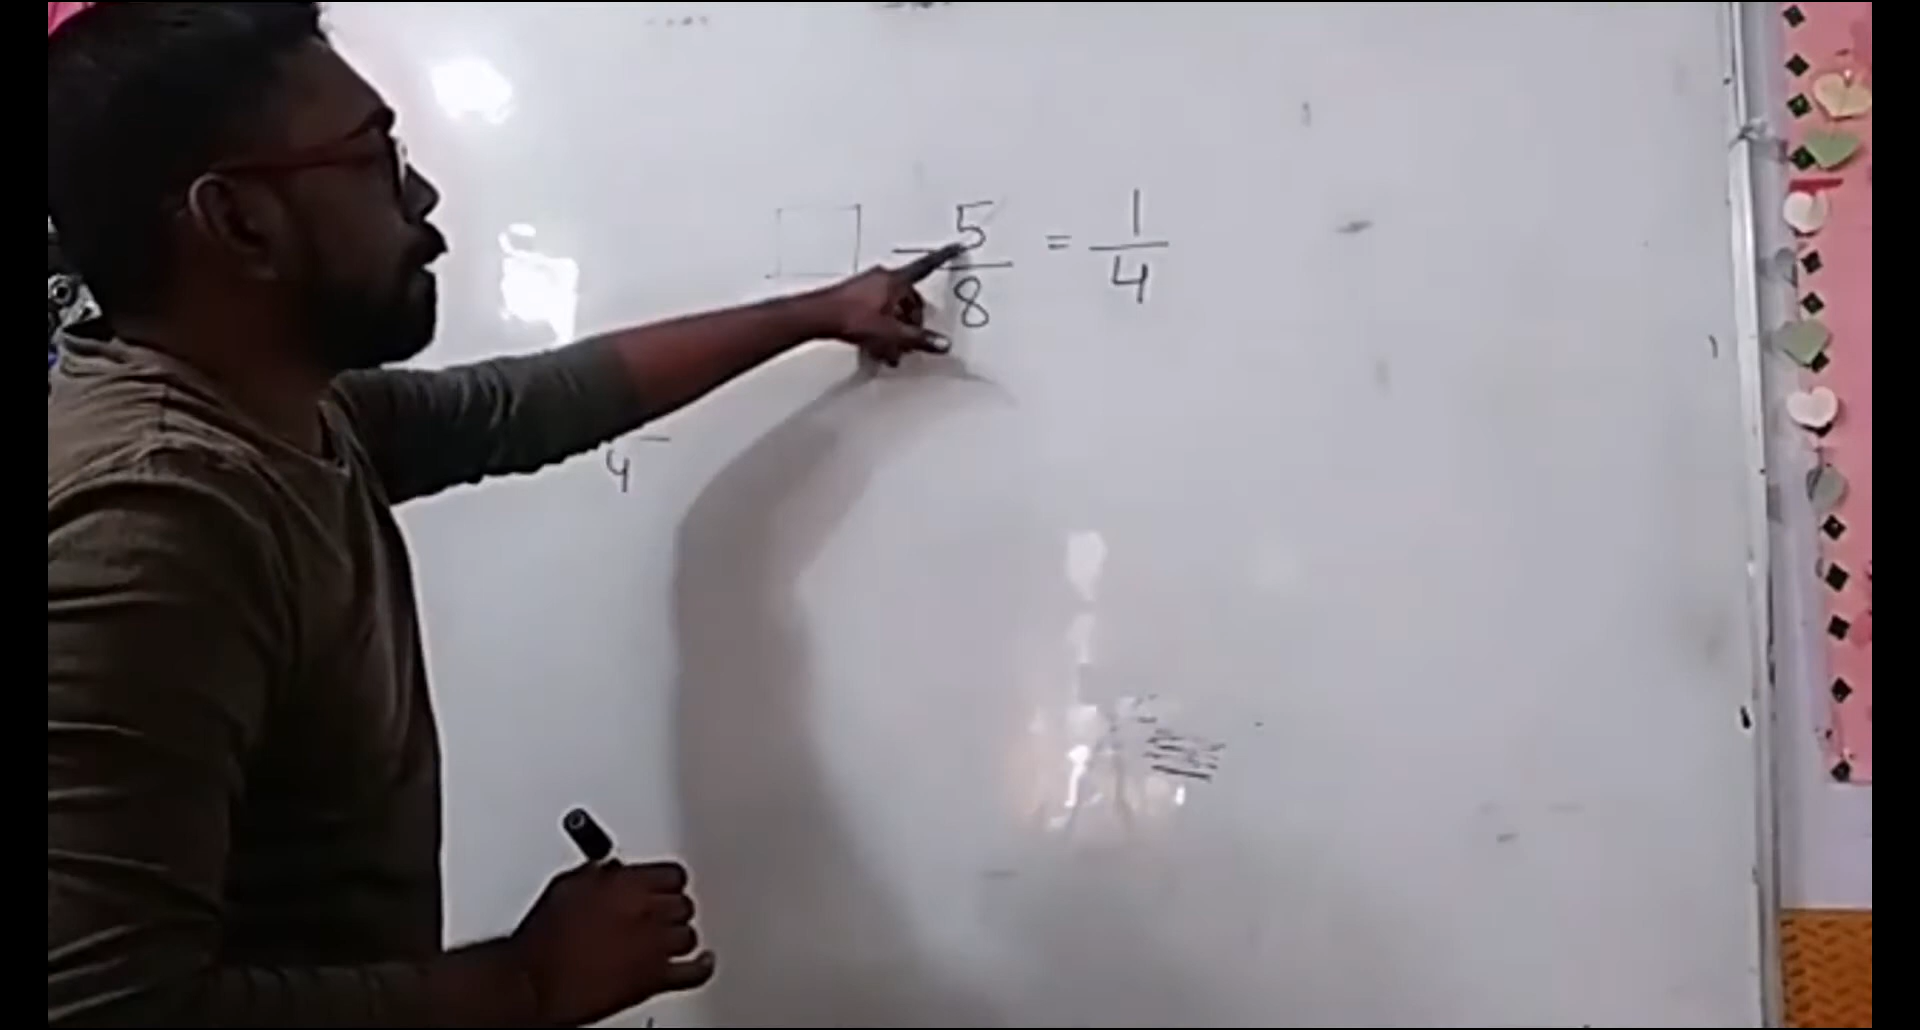 □ - 5/8 = 1/4
4